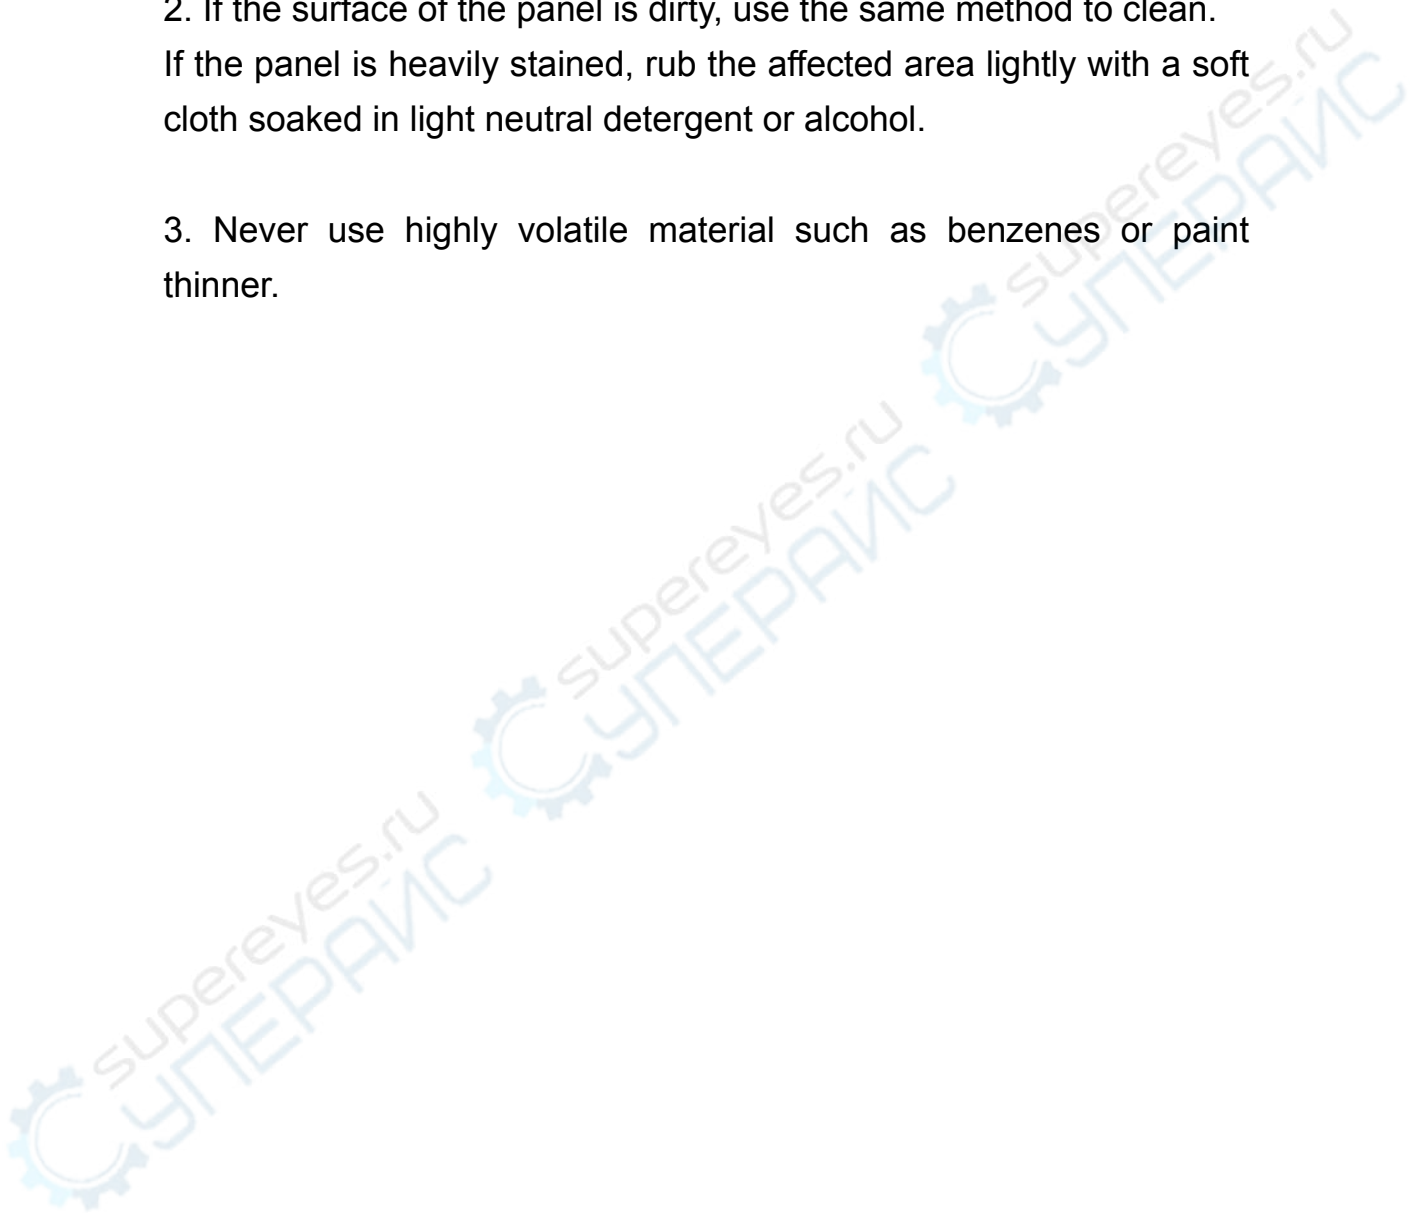 2. If the surface of the panel is dirty, use the same method to clean.
If the panel is heavily stained, rub the affected area lightly with a soft
cloth soaked in light neutral detergent or alcohol.
3. Never use highly volatile material such as benzenes or paint
thinner.
supereyes.ru
СУПЕРАЙС
supereyes.ru
СУПЕРАЙС
supereyes.ru
СУПЕРАЙС